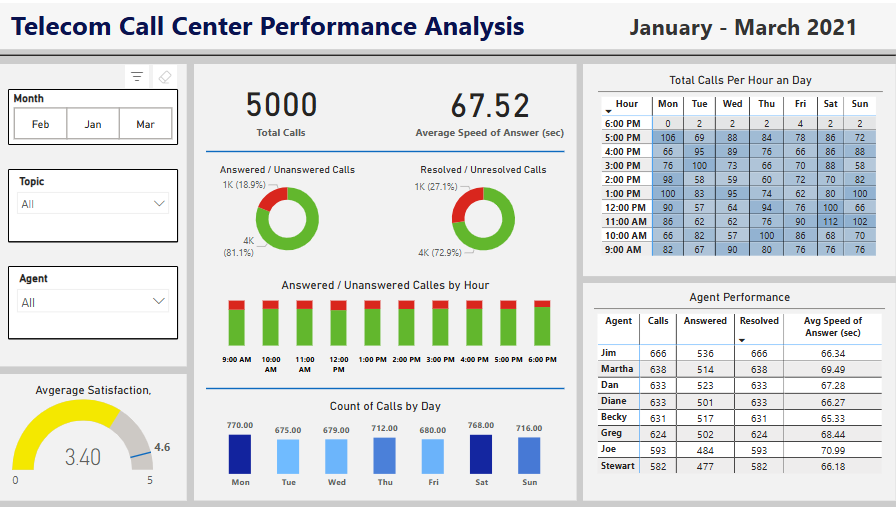 Telecom Call Center Performance Analysis
January - March 2021
Month
Feb Jan Mar
Topic
All
Agent
All
Avgerage Satisfaction,
3.40
4.6
0 5
5000
Total Calls
67.52
Average Speed of Answer (sec)
Answered / Unanswered Calls
1K (18.9%)
4K
(81.1%)
Resolved / Unresolved Calls
1K (27.1%)
4K (72.9%)
Answered / Unanswered Calles by Hour
9:00 AM 10:00 AM 11:00 AM 12:00 PM 1:00 PM 2:00 PM 3:00 PM 4:00 PM 5:00 PM 6:00 PM
Count of Calls by Day
770.00 675.00 679.00 712.00 680.00 768.00 716.00
Mon Tue Wed Thu Fri Sat Sun
Total Calls Per Hour an Day
Hour Mon Tue Wed Thu Fri Sat Sun
6:00 PM 0 2 2 2 4 2 2
5:00 PM 106 69 88 84 78 86 72
4:00 PM 66 95 89 76 66 86 88
3:00 PM 76 100 73 66 70 88 58
2:00 PM 98 58 59 60 72 70 82
1:00 PM 100 83 95 74 62 80 100
12:00 PM 90 57 64 94 76 100 66
11:00 AM 86 62 62 76 90 112 102
10:00 AM 66 82 57 100 86 68 70
9:00 AM 82 67 90 80 76 76 76
Agent Performance
Agent Calls Answered Resolved Avg Speed of Answer (sec)
Jim 666 536 666 66.34
Martha 638 514 638 69.49
Dan 633 523 633 67.28
Diane 633 501 633 66.27
Becky 631 517 631 65.33
Greg 624 502 624 68.44
Joe 593 484 593 70.99
Stewart 582 477 582 66.18